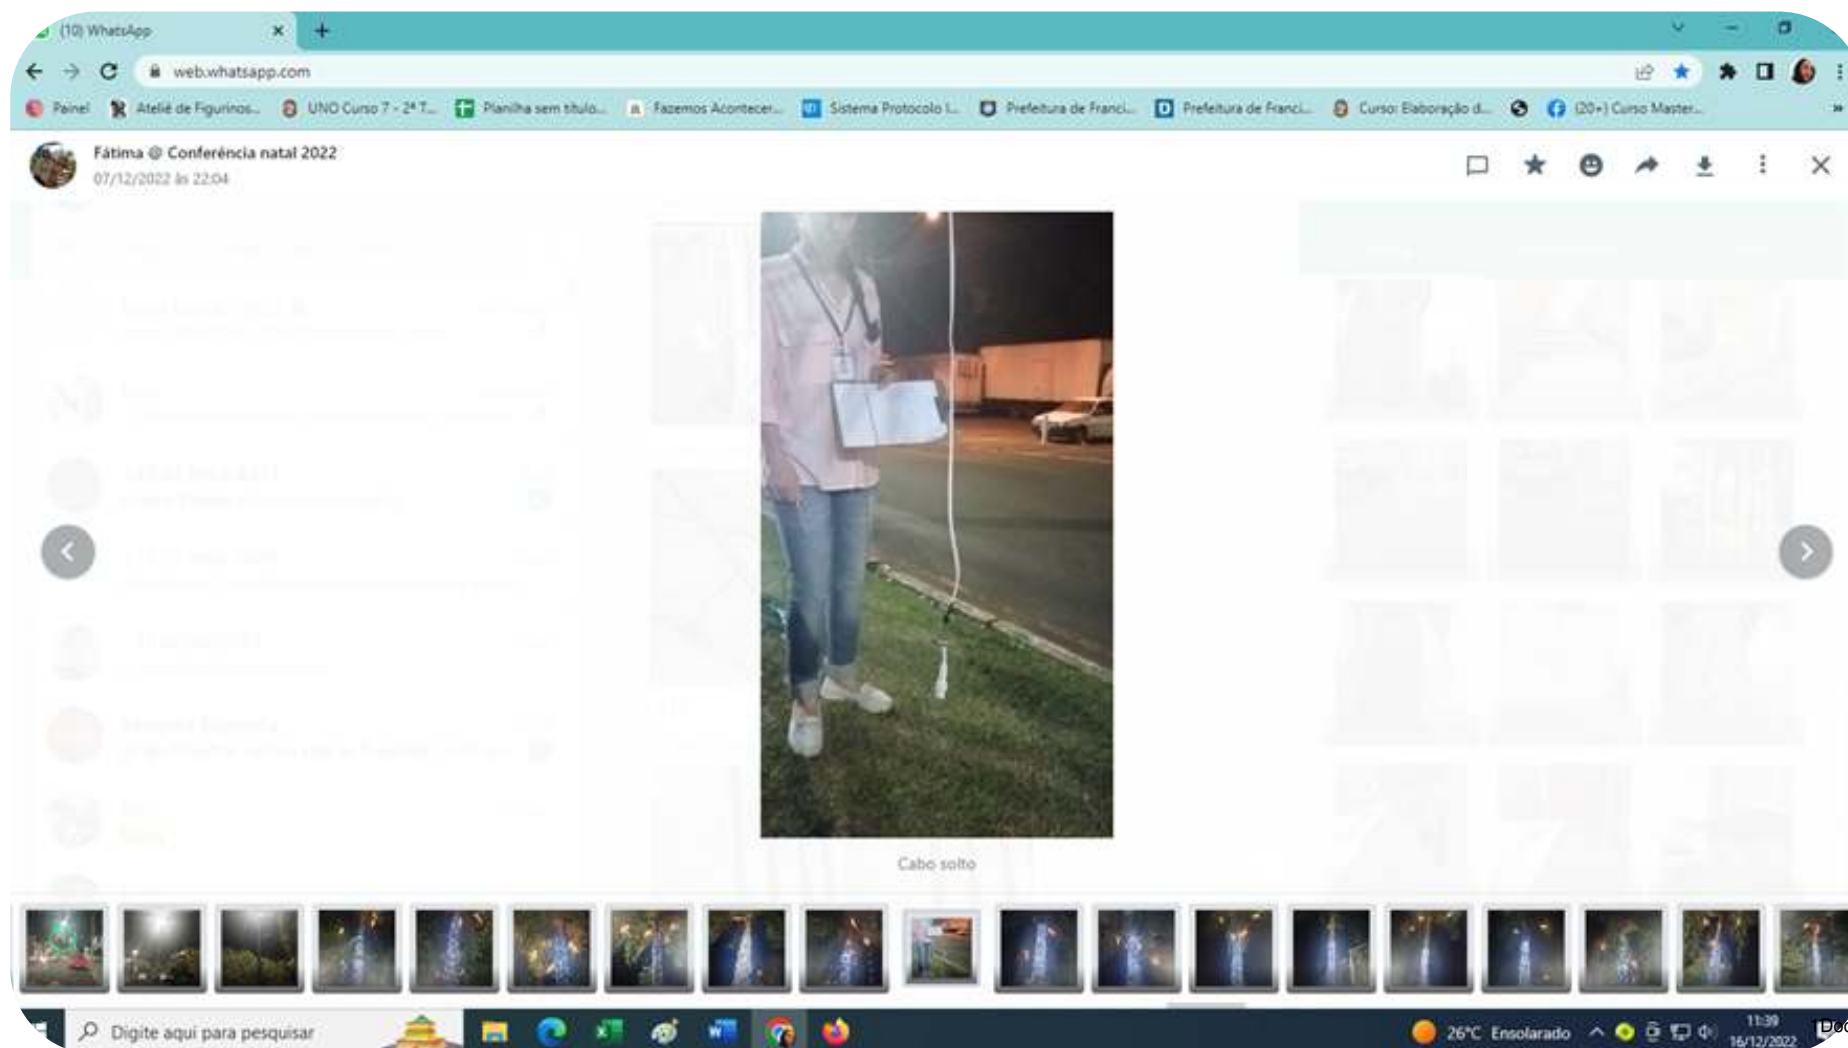 (10) WhatsApp
web.whatsapp.com
Painel Ateliê de Figurinos... UNO Curso 7 - 2ª T... Planilha sem título... Fazemos Acontecer... Sistema Protocolo I... Prefeitura de Franci... Prefeitura de Franci... Curso: Elaboração d... (20+) Curso Master... »
Fátima @ Conferência natal 2022
07/12/2022 às 22:04
Cabo solto
Digite aqui para pesquisar
26°C Ensolarado
11:39
16/12/2022